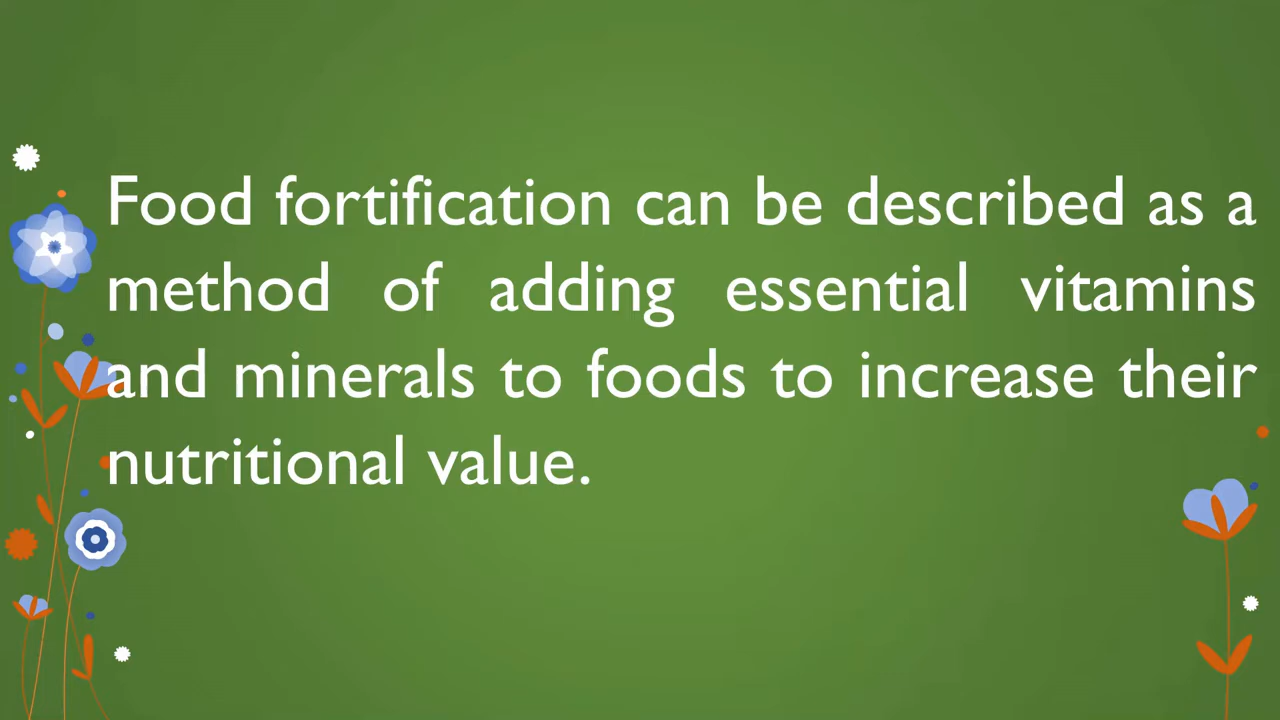 Food fortification can be described as a
method of adding essential vitamins
and minerals to foods to increase their
nutritional value.